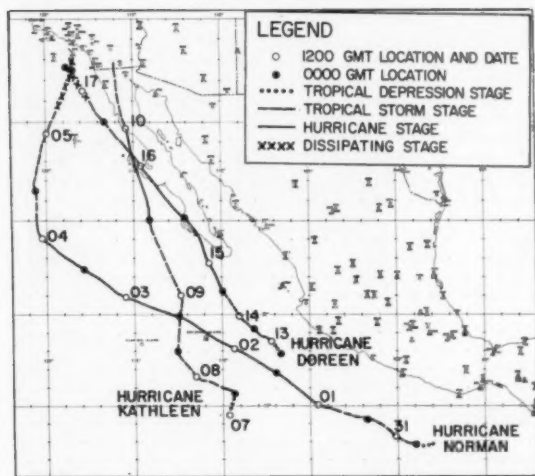 LEGEND
1200 GMT LOCATION AND DATE
0000 GMT LOCATION
TROPICAL DEPRESSION STAGE
TROPICAL STORM STAGE
HURRICANE STAGE
DISSIPATING STAGE
17
10
05
16
04
15
03
09
14
13
HURRICANE
DOREEN
02
08
HURRICANE
KATHLEEN
07
01
31
HURRICANE
NORMAN